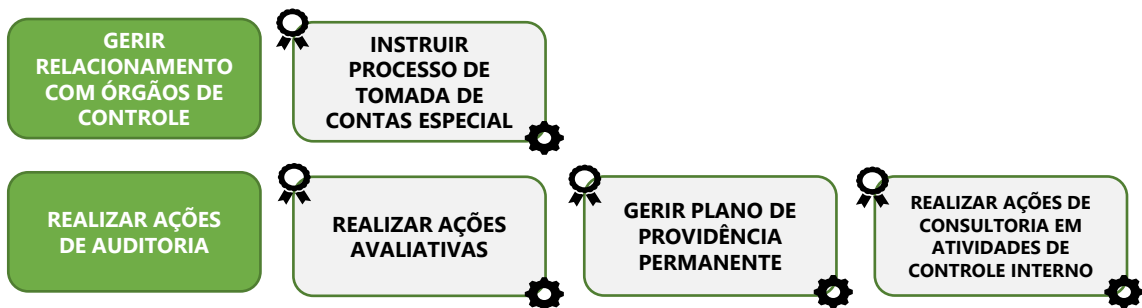 GERIR
RELACIONAMENTO
COM ÓRGÃOS DE
CONTROLE
INSTRUIR
PROCESSO DE
TOMADA DE
CONTAS ESPECIAL
REALIZAR AÇÕES
DE AUDITORIA
REALIZAR AÇÕES
AVALIATIVAS
GERIR PLANO DE
PROVIDÊNCIA
PERMANENTE
REALIZAR AÇÕES DE
CONSULTORIA EM
ATIVIDADES DE
CONTROLE INTERNO